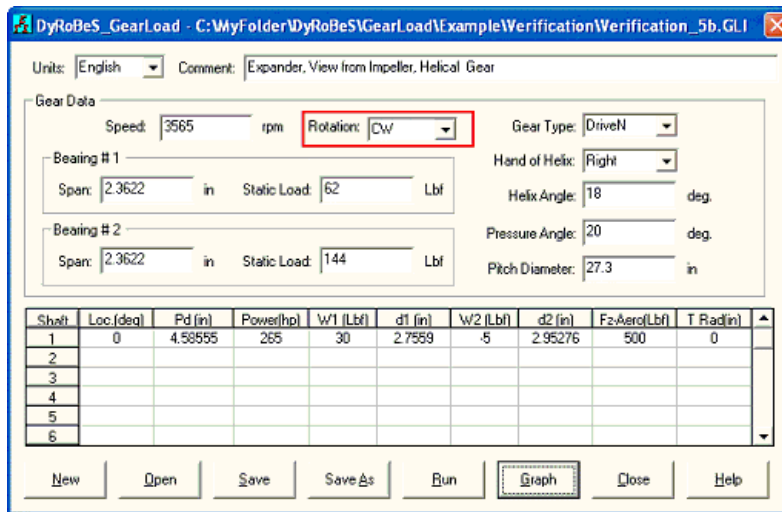 DyRoBeS_GearLoad - C:\MyFolder\DyRoBeS\GearLoad\Example\Verification\Verification_5b.GLI
Units: English Comment: Expander, View from Impeller, Helical Gear
Gear Data
Speed: 3565 rpm Rotation: CW Gear Type: DriveN
Bearing # 1 Hand of Helix: Right
Span: 2.3622 in Static Load: 62 Lbf Helix Angle: 18 deg.
Bearing # 2 Pressure Angle: 20 deg.
Span: 2.3622 in Static Load: 144 Lbf Pitch Diameter: 27.3 in
Shaft Loc.(deg) Pd (in) Power(hp) W1 (Lbf) d1 (in) W2 (Lbf) d2 (in) Fz-Aero(Lbf) T Rad(in)
1 0 4.58555 265 30 2.7559 -5 2.95276 500 0
2
3
4
5
6
New Open Save Save As Run Graph Close Help